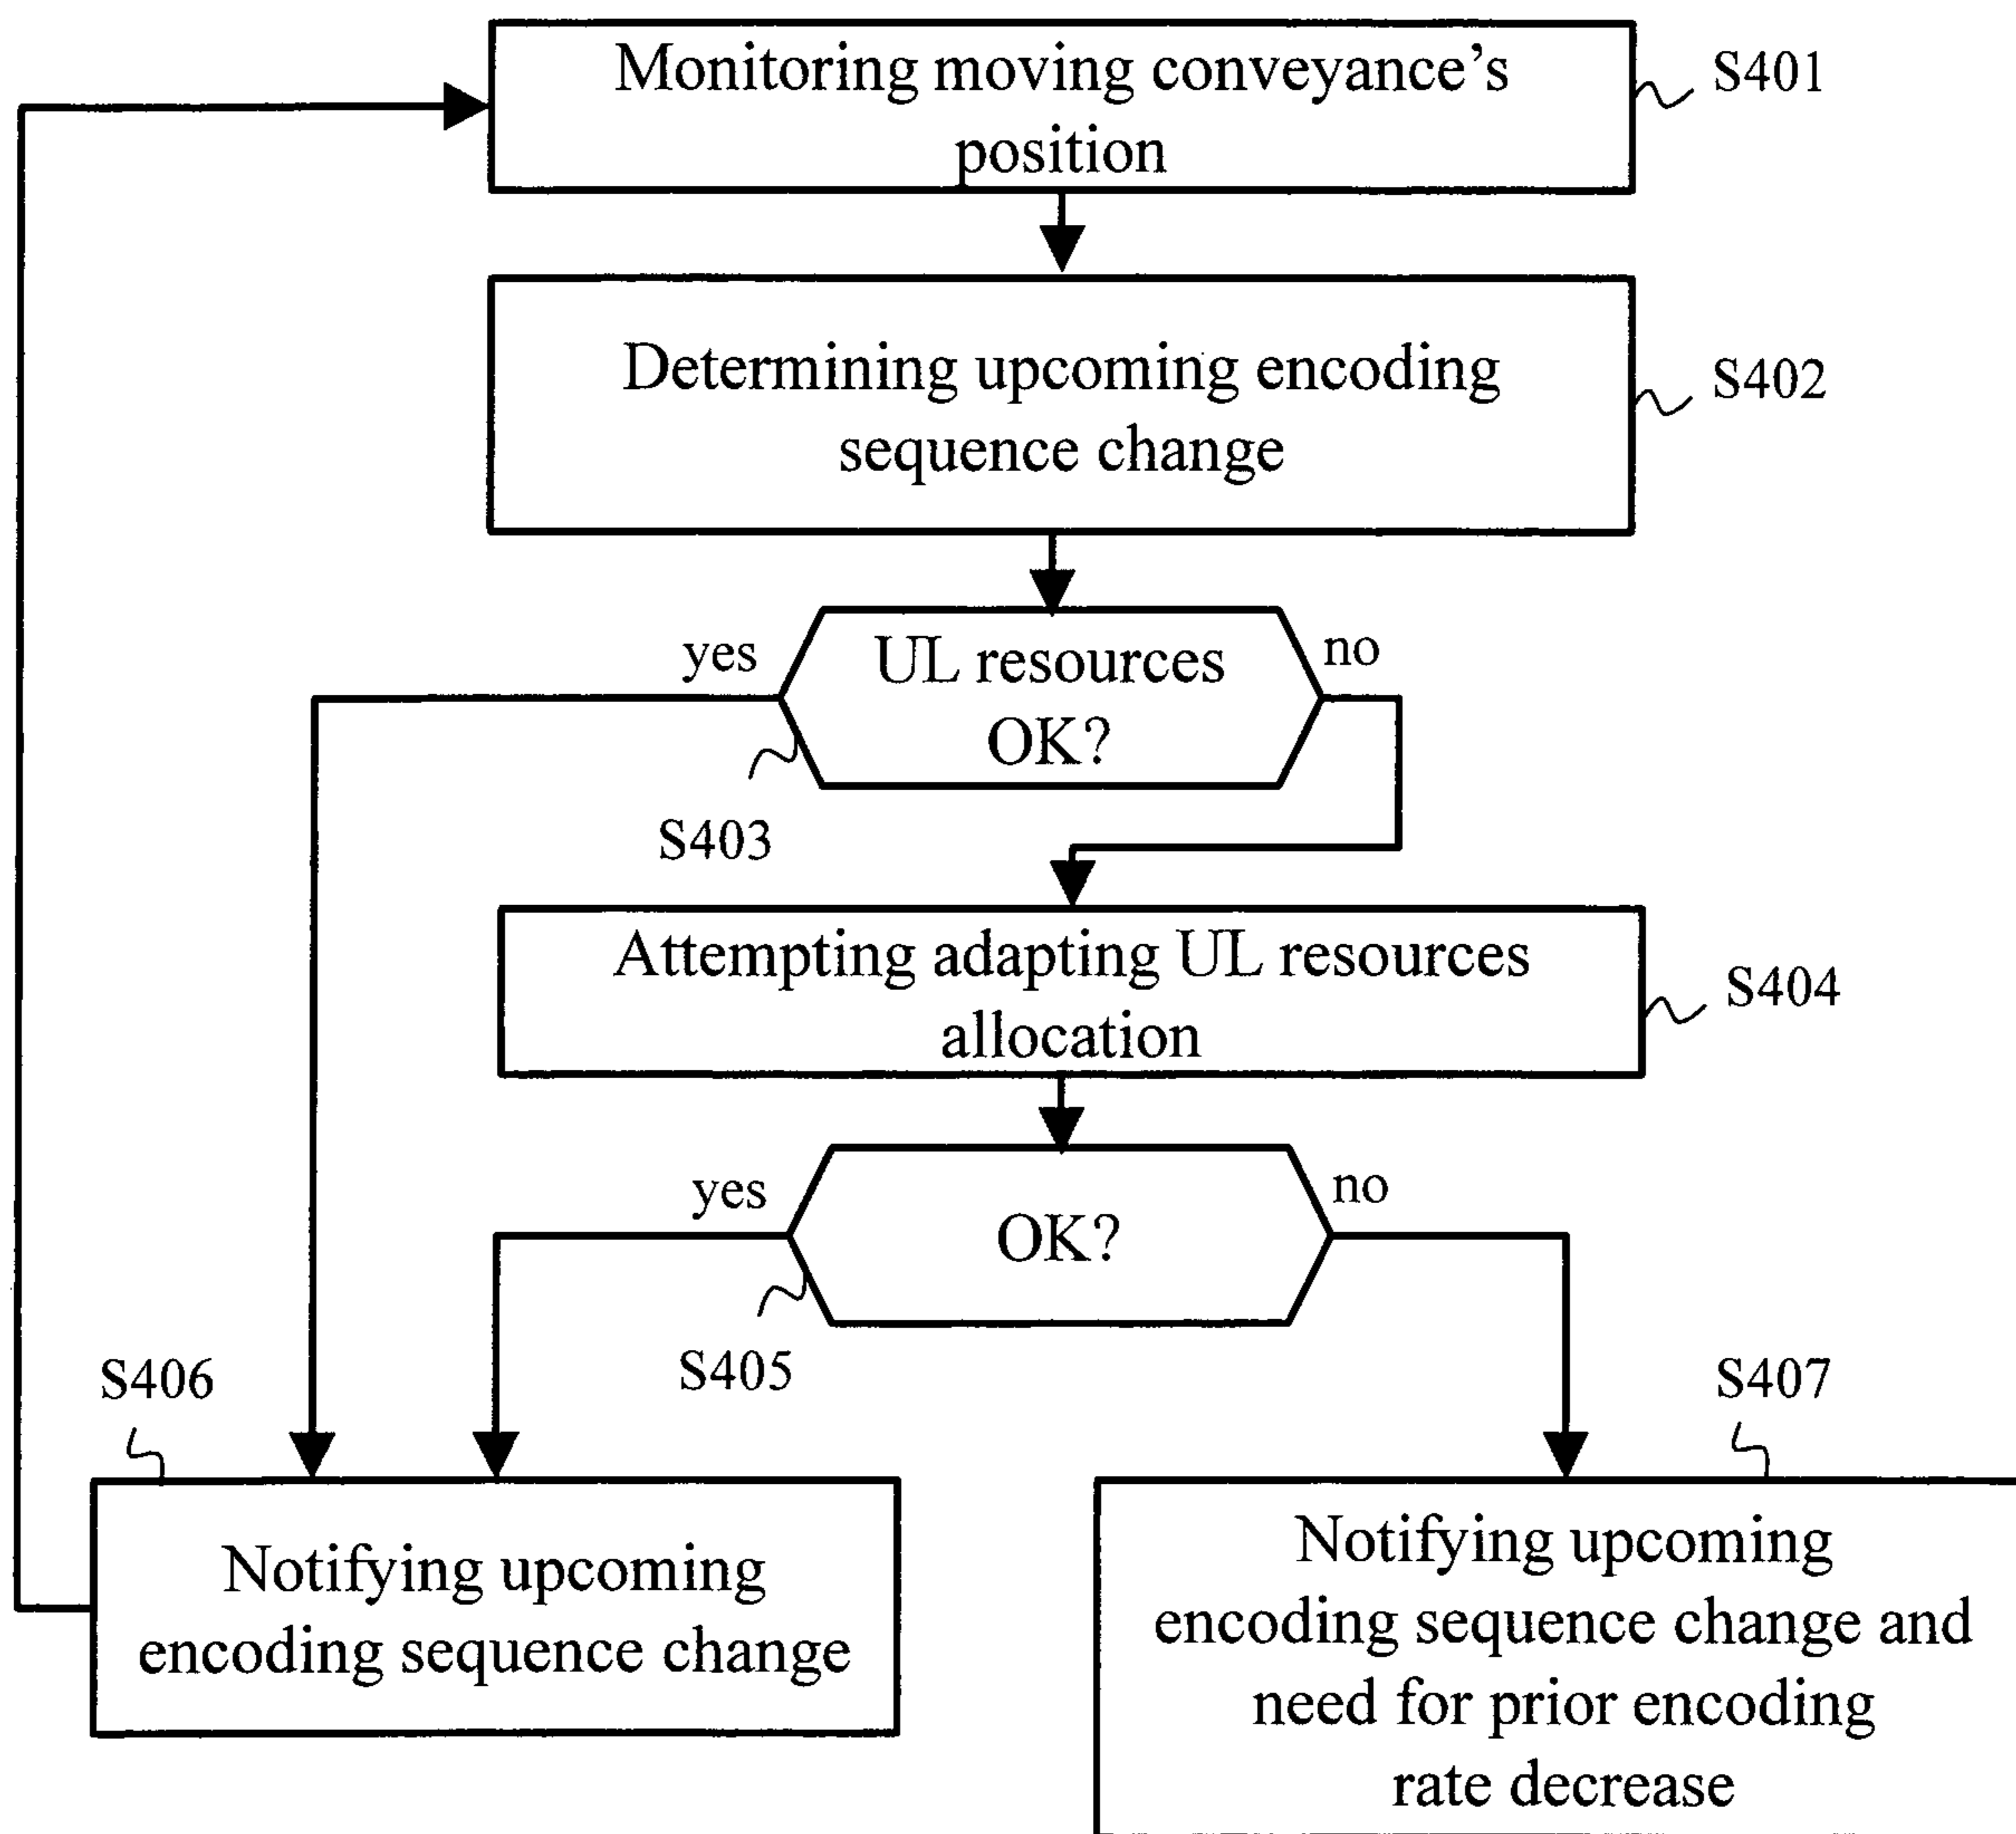 Monitoring moving conveyance's
position
S401
Determining upcoming encoding
sequence change
S402
yes
UL resources
OK?
no
S403
Attempting adapting UL resources
allocation
S404
yes
OK?
no
S405
S406
S407
Notifying upcoming
encoding sequence change
Notifying upcoming
encoding sequence change and
need for prior encoding
rate decrease